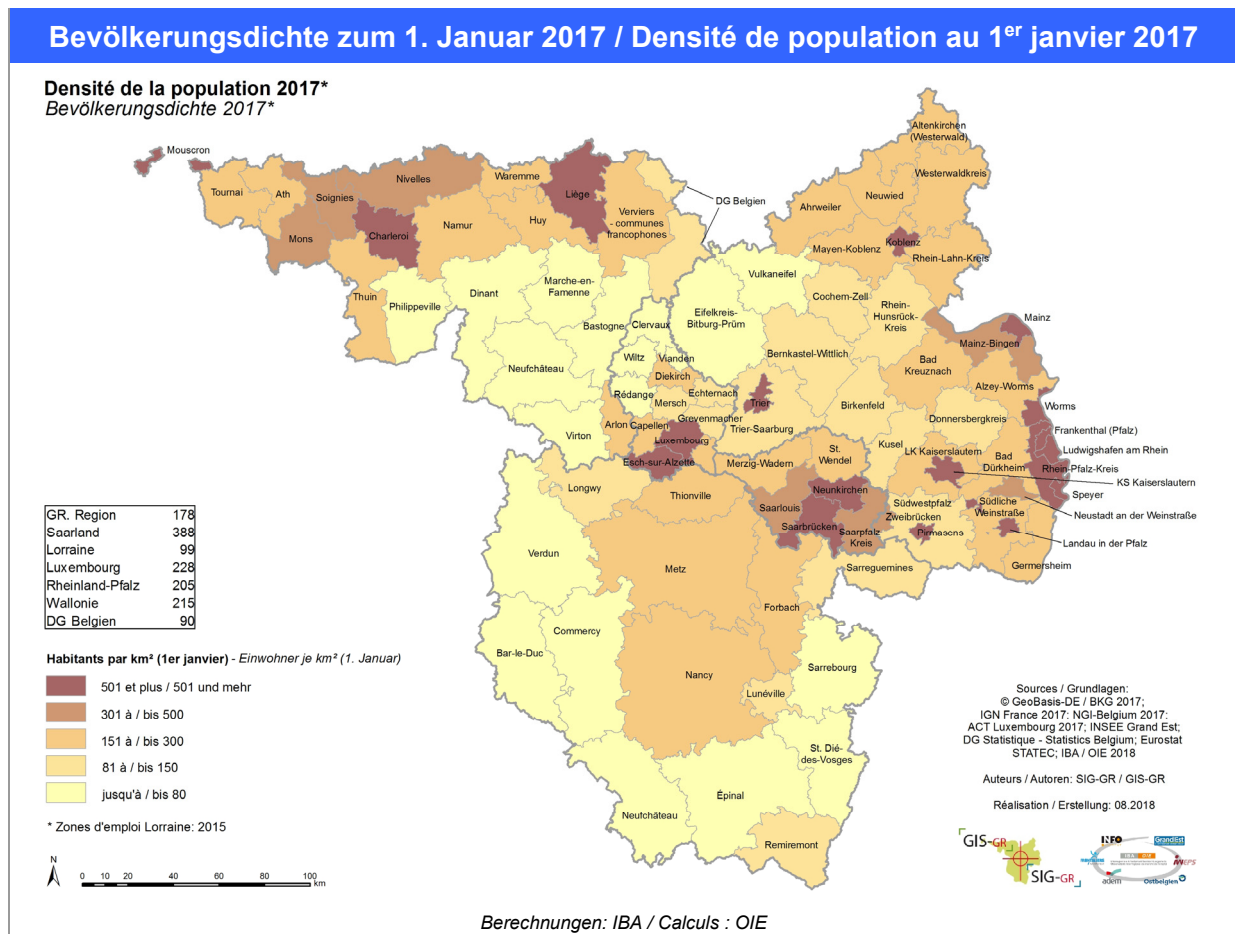 Bevölkerungsdichte zum 1. Januar 2017 / Densité de population au 1er janvier 2017
Densité de la population 2017*
Bevölkerungsdichte 2017*
Altenkirchen
(Westerwald)
Mouscron
Westerwaldkreis
Nivelles
Waremme
Liège
Tournai
Ath
Soignies
DG Belgien
Neuwied
Ahrweiler
Verviers
- communes
francophones
Huy
Namur
Charleroi
Mons
Koblenz
Mayen-Koblenz
Rhein-Lahn-Kreis
Vulkaneifel
Marche-en-
Famenne
Dinant
Thuin
Philippeville
Cochem-Zell
Rhein-
Hunsrück-
Kreis
Eifelkreis-
Bitburg-Prüm
Mainz
Bastogne
Clervaux
Mainz-Bingen
Bernkastel-Wittlich
Wiltz
Vianden
Neufchâteau
Bad
Kreuznach
Diekirch
Alzey-Worms
Rédange
Echternach
Mersch
Trier
Birkenfeld
Worms
Donnersbergkreis
Grevenmacher
Arlon
Capellen
Trier-Saarburg
Frankenthal (Pfalz)
Virton
Luxembourg
Kusel
Ludwigshafen am Rhein
St.
Wendel
LK Kaiserslautern
Bad
Dürkheim
Esch-sur-Alzette
Merzig-Wadern
Rhein-Pfalz-Kreis
KS Kaiserslautern
Longwy
Thionville
Neunkirchen
Speyer
Saarlouis
Südwestpfalz
Südliche
Weinstraße
Zweibrücken
Neustadt an der Weinstraße
Saarbrücken
Saarpfalz
Kreis
Pirmasens
Landau in der Pfalz
Verdun
Metz
Sarreguemines
Germersheim
Forbach
Commercy
Bar-le-Duc
Sarrebourg
Nancy
Lunéville
St. Dié-
des-Vosges
Épinal
Neufchâteau
Remiremont
GR. Region 178
Saarland 388
Lorraine 99
Luxembourg 228
Rheinland-Pfalz 205
Wallonie 215
DG Belgien 90
Habitants par km² (1er janvier) - Einwohner je km² (1. Januar)
501 et plus / 501 und mehr
301 à / bis 500
151 à / bis 300
81 à / bis 150
jusqu'à / bis 80
* Zones d'emploi Lorraine: 2015
N
0 10 20 40 60 80 100
km
Sources / Grundlagen:
© GeoBasis-DE / BKG 2017;
IGN France 2017: NGI-Belgium 2017:
ACT Luxembourg 2017; INSEE Grand Est;
DG Statistique - Statistics Belgium; Eurostat
STATEC; IBA / OIE 2018
Auteurs / Autoren: SIG-GR / GIS-GR
Réalisation / Erstellung: 08.2018
GIS-GR
SIG-GR
INFO
GrandEst
IBA OIE
adem
Ostbelgien
Berechnungen: IBA / Calculs : OIE